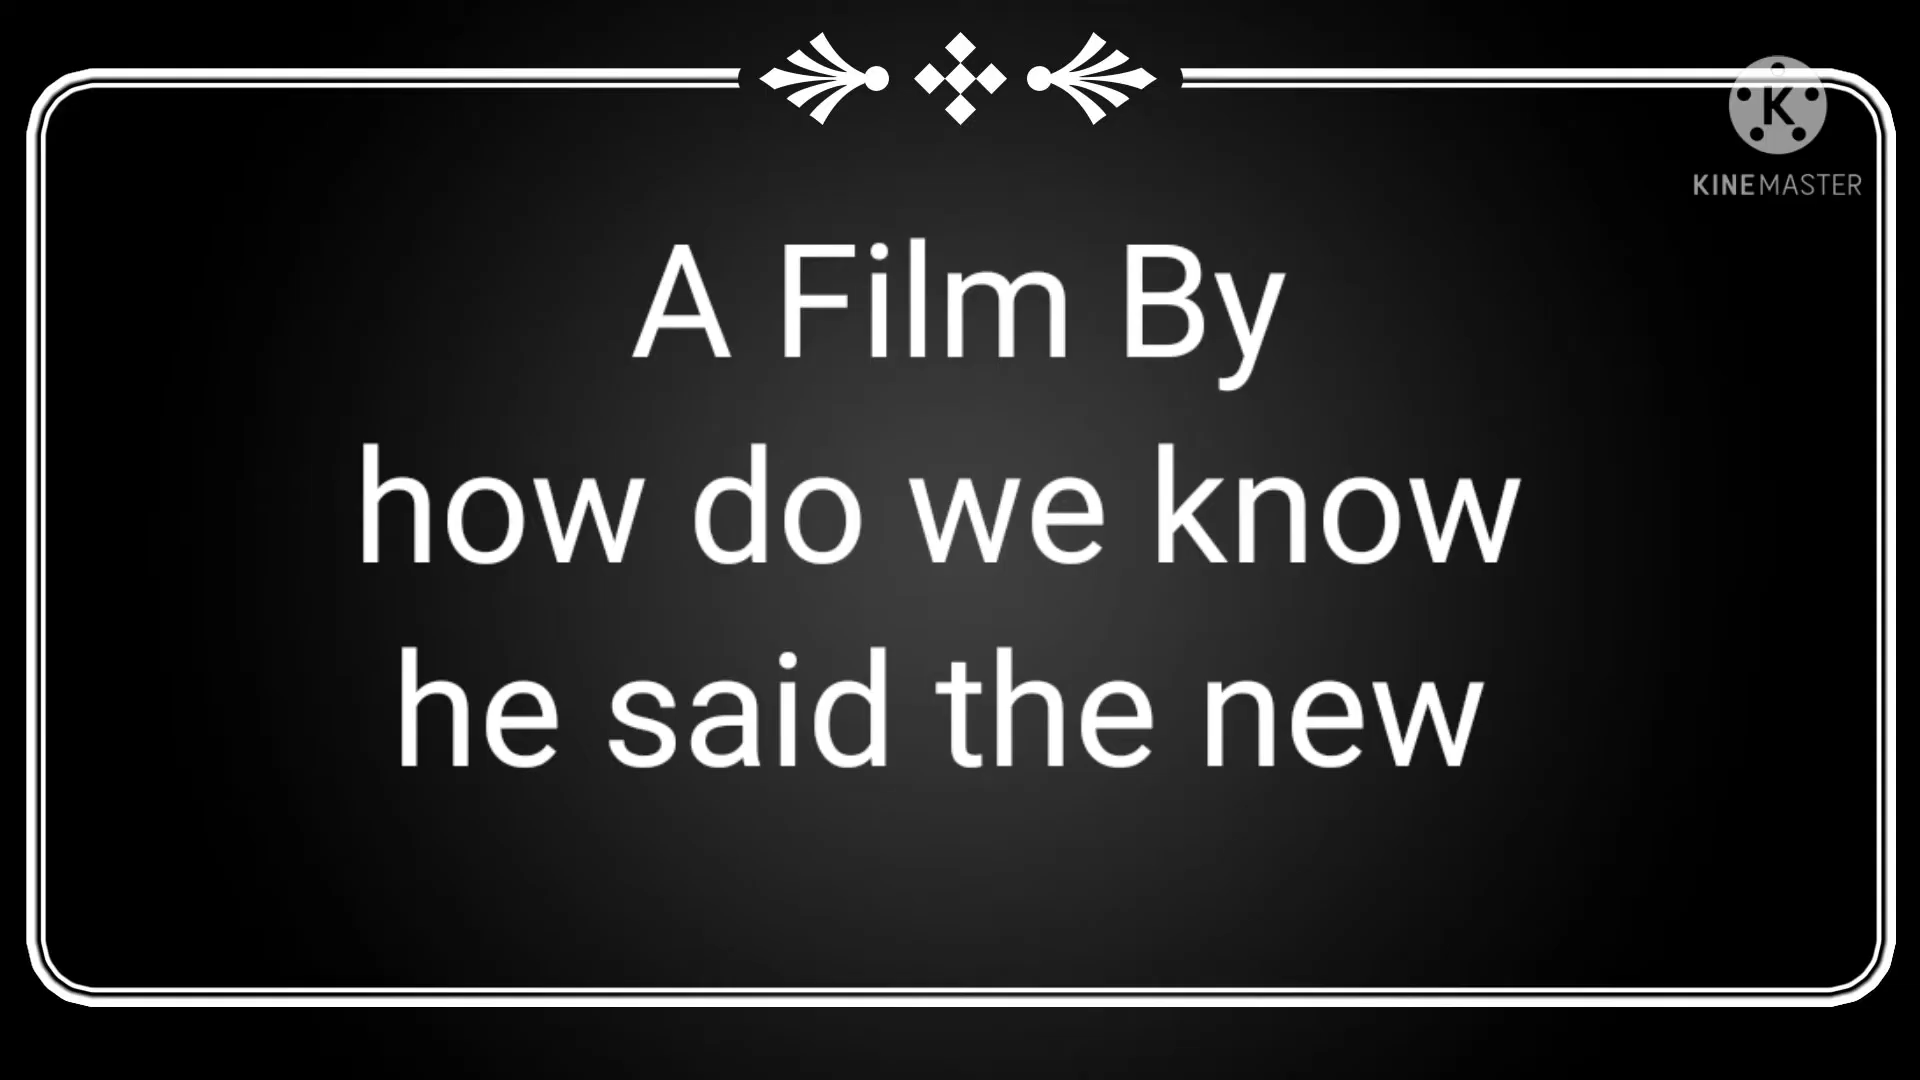 K
KINEMASTER
A Film By
how do we know
he said the new